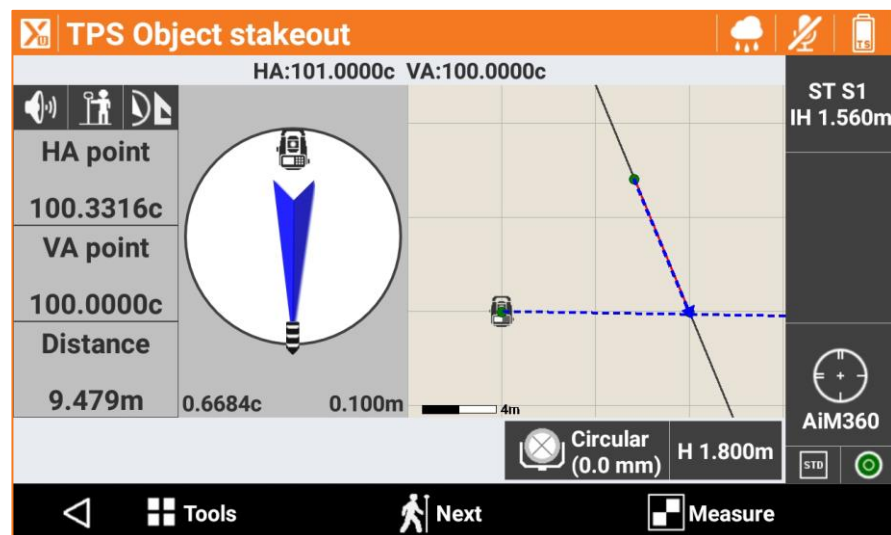 TPS Object stakeout
TS
HA:101.0000c VA:100.0000c
ST S1
IH 1.560m
HA point
100.3316c
VA point
100.0000c
Distance
9.479m
0.6684c
0.100m
4m
AiM360
Circular
(0.0 mm)
H 1.800m
STD
Tools
Next
Measure